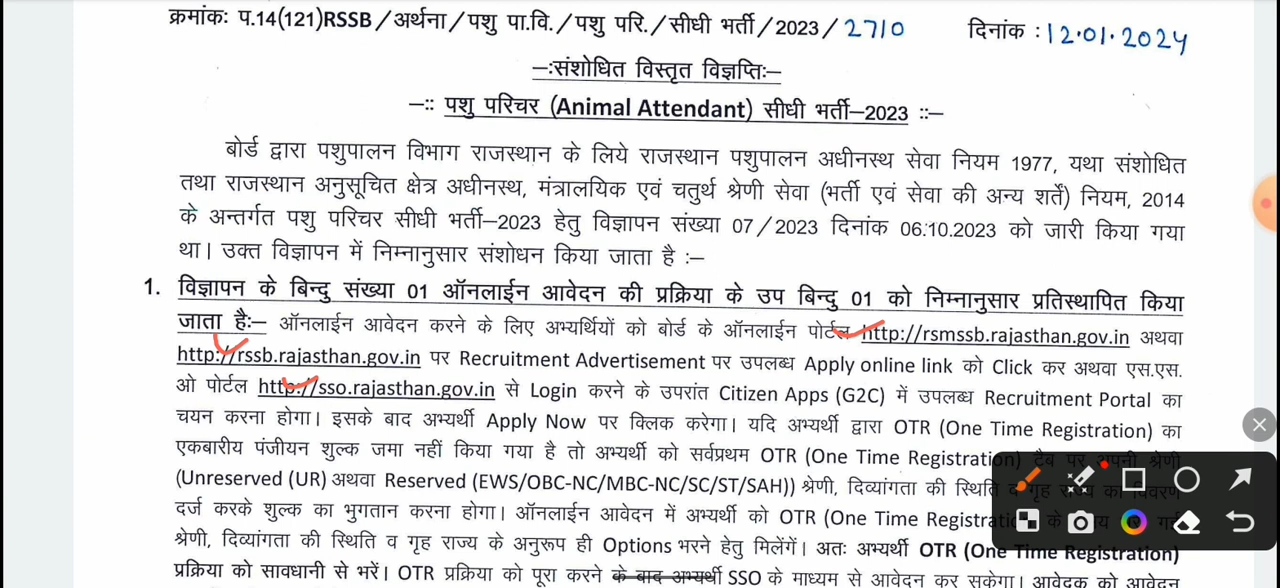 क्रमांकः प.14(121)RSSB/अर्थना/पशु पा.वि./पशु परि./सीधी भर्ती/2023/2710 दिनांक : 12.01.2024
—:संशोधित विस्तृत विज्ञप्तिः—
—:: पशु परिचर (Animal Attendant) सीधी भर्ती—2023 ::—
बोर्ड द्वारा पशुपालन विभाग राजस्थान के लिये राजस्थान पशुपालन अधीनस्थ सेवा नियम 1977, यथा संशोधित
तथा राजस्थान अनुसूचित क्षेत्र अधीनस्थ, मंत्रालयिक एवं चतुर्थ श्रेणी सेवा (भर्ती एवं सेवा की अन्य शर्तें) नियम, 2014
के अन्तर्गत पशु परिचर सीधी भर्ती—2023 हेतु विज्ञापन संख्या 07/2023 दिनांक 06.10.2023 को जारी किया गया
था। उक्त विज्ञापन में निम्नानुसार संशोधन किया जाता है :—
1. विज्ञापन के बिन्दु संख्या 01 ऑनलाईन आवेदन की प्रक्रिया के उप बिन्दु 01 को निम्नानुसार प्रतिस्थापित किया
जाता हैः— ऑनलाईन आवेदन करने के लिए अभ्यर्थियों को बोर्ड के ऑनलाईन पोर्टल http://rsmssb.rajasthan.gov.in अथवा
http://rssb.rajasthan.gov.in पर Recruitment Advertisement पर उपलब्ध Apply online link को Click कर अथवा एस.एस.
ओ पोर्टल http://sso.rajasthan.gov.in से Login करने के उपरांत Citizen Apps (G2C) में उपलब्ध Recruitment Portal का
चयन करना होगा। इसके बाद अभ्यर्थी Apply Now पर क्लिक करेगा। यदि अभ्यर्थी द्वारा OTR (One Time Registration) का
एकबारीय पंजीयन शुल्क जमा नहीं किया गया है तो अभ्यर्थी को सर्वप्रथम OTR (One Time Registration) टैब पर अपनी श्रेणी
(Unreserved (UR) अथवा Reserved (EWS/OBC-NC/MBC-NC/SC/ST/SAH)) श्रेणी, दिव्यांगता की स्थिति व गृह राज्य का विवरण
दर्ज करके शुल्क का भुगतान करना होगा। ऑनलाईन आवेदन में अभ्यर्थी को OTR (One Time
श्रेणी, दिव्यांगता की स्थिति व गृह राज्य के अनुरूप ही Options भरने हेतु मिलेंगें। अतः अभ्यर्थी OTR (One Time Registration)
प्रक्रिया को सावधानी से भरें। OTR प्रक्रिया को पूरा करने के बाद अभ्यर्थी SSO के माध्यम से आवेदन कर सकेगा। आवेदक को आवेदन